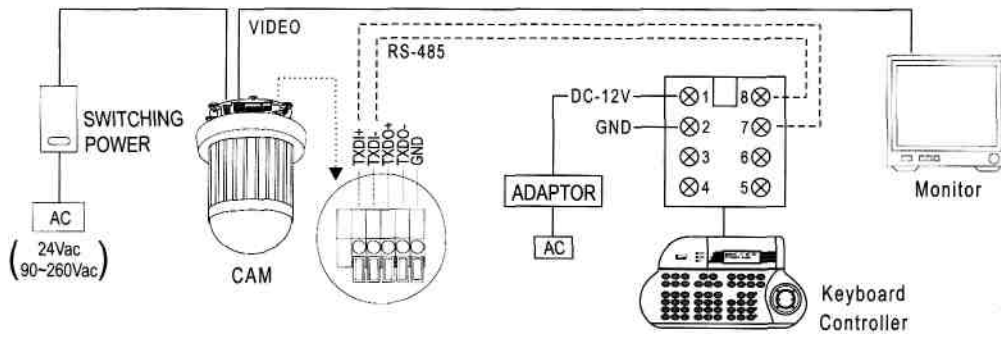 VIDEO
RS-485
SWITCHING
POWER
AC
24Vac
90~260Vac
CAM
TXDI+
TXDI-
TXDO+
TXDO-
GND
DC-12V
GND
ADAPTOR
AC
1 8
2 7
3 6
4 5
Monitor
Keyboard
Controller